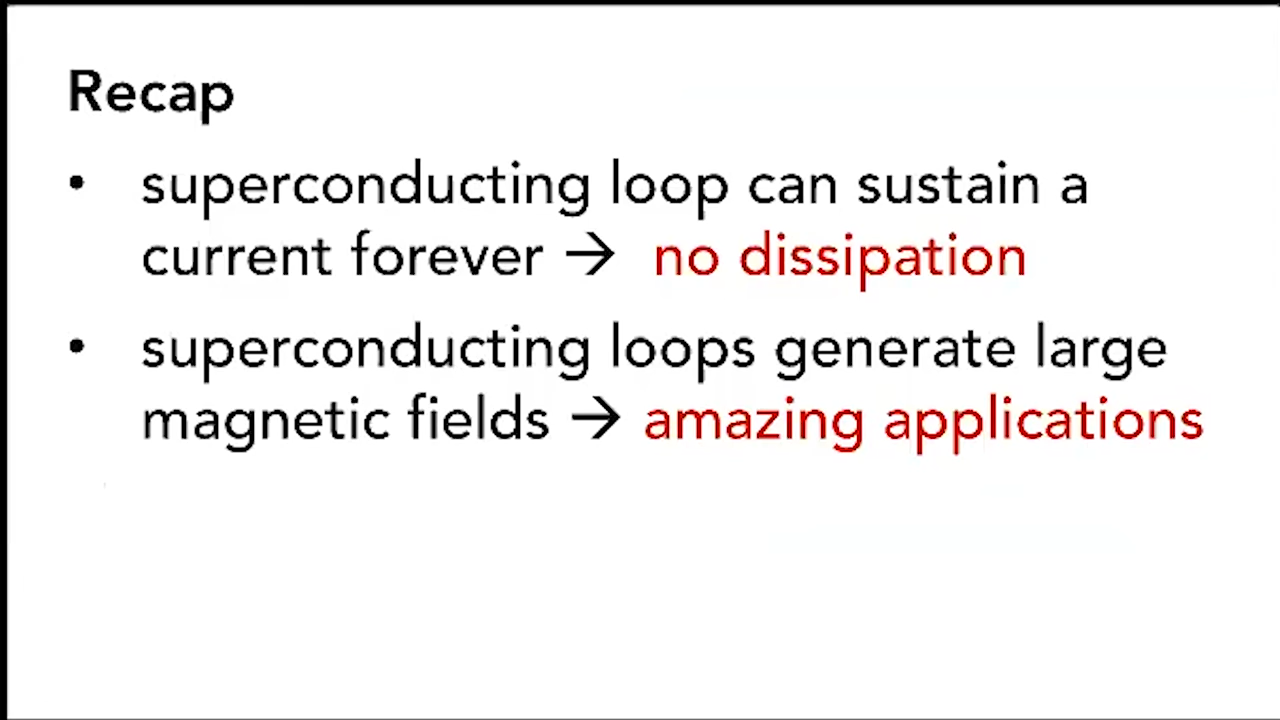 Recap
• superconducting loop can sustain a
current forever → no dissipation
• superconducting loops generate large
magnetic fields → amazing applications